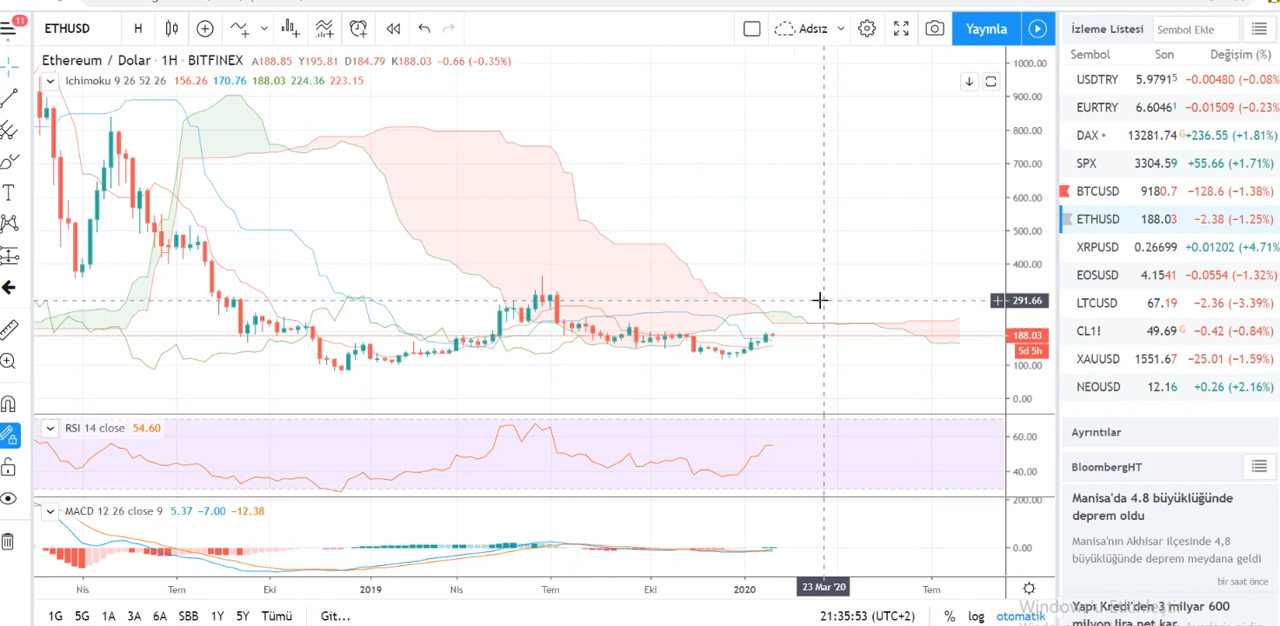 11
ETHUSD H Adsız Yayınla
Ethereum / Dolar · 1H · BITFINEX A188.85 Y195.81 D184.79 K188.03 −0.66 (−0.35%)
Ichimoku 9 26 52 26 156.26 170.76 188.03 224.36 223.15
1000.00
900.00
800.00
700.00
600.00
500.00
400.00
291.66
188.03
5d 5h
100.00
0.00
RSI 14 close 54.60
60.00
40.00
MACD 12 26 close 9 5.37 −7.00 −12.38
200.00
0.00
Nis Tem Eki 2019 Nis Tem Eki 2020 23 Mar '20 Tem
1G 5G 1A 3A 6A SBB 1Y 5Y Tümü Git... 21:35:53 (UTC+2) % log otomatik
İzleme Listesi Sembol Ekle
Sembol Son Değişim (%)
USDTRY 5.97915 −0.00480 (−0.08%
EURTRY 6.60461 −0.01509 (−0.23%
DAX 13281.74 G +236.55 (+1.81%)
SPX 3304.59 +55.66 (+1.71%)
BTCUSD 9180.7 −128.6 (−1.38%)
ETHUSD 188.03 −2.38 (−1.25%)
XRPUSD 0.26699 +0.01202 (+4.71%
EOSUSD 4.1541 −0.0554 (−1.32%)
LTCUSD 67.19 −2.36 (−3.39%)
CL1! 49.69 G −0.42 (−0.84%)
XAUUSD 1551.67 −25.01 (−1.59%)
NEOUSD 12.16 +0.26 (+2.16%)
Ayrıntılar
BloombergHT
Manisa'da 4.8 büyüklüğünde
deprem oldu
Manisa'nın Akhisar ilçesinde 4,8
büyüklüğünde deprem meydana geldi
bir saat önce
Windows'u Etkinleştir
Yapı Kredi'den 3 milyar 600
milyon lira net kar